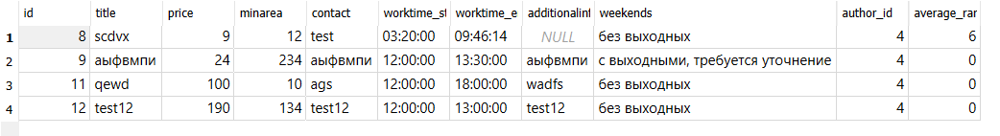 id title price minarea contact worktime_st worktime_e additionalinf weekends author_id average_ran
1 8 scdvx 9 12 test 03:20:00 09:46:14 NULL без выходных 4 6
2 9 аыфвмпи 24 234 аыфвмпи 12:00:00 13:30:00 аыфвмпи с выходными, требуется уточнение 4 0
3 11 qewd 100 10 ags 12:00:00 18:00:00 wadfs без выходных 4 0
4 12 test12 190 134 test12 12:00:00 13:00:00 test12 без выходных 4 0